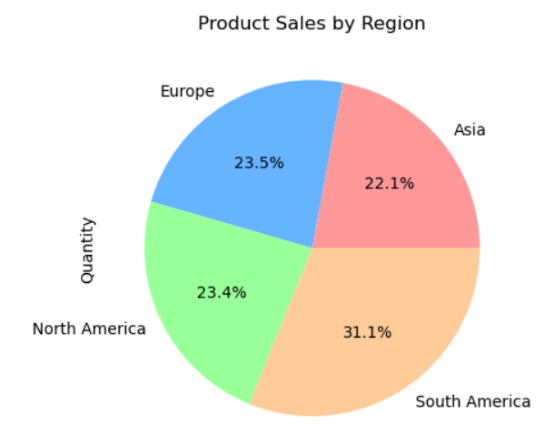 Product Sales by Region
Europe
Asia
23.5%
22.1%
Quantity
23.4%
31.1%
North America
South America